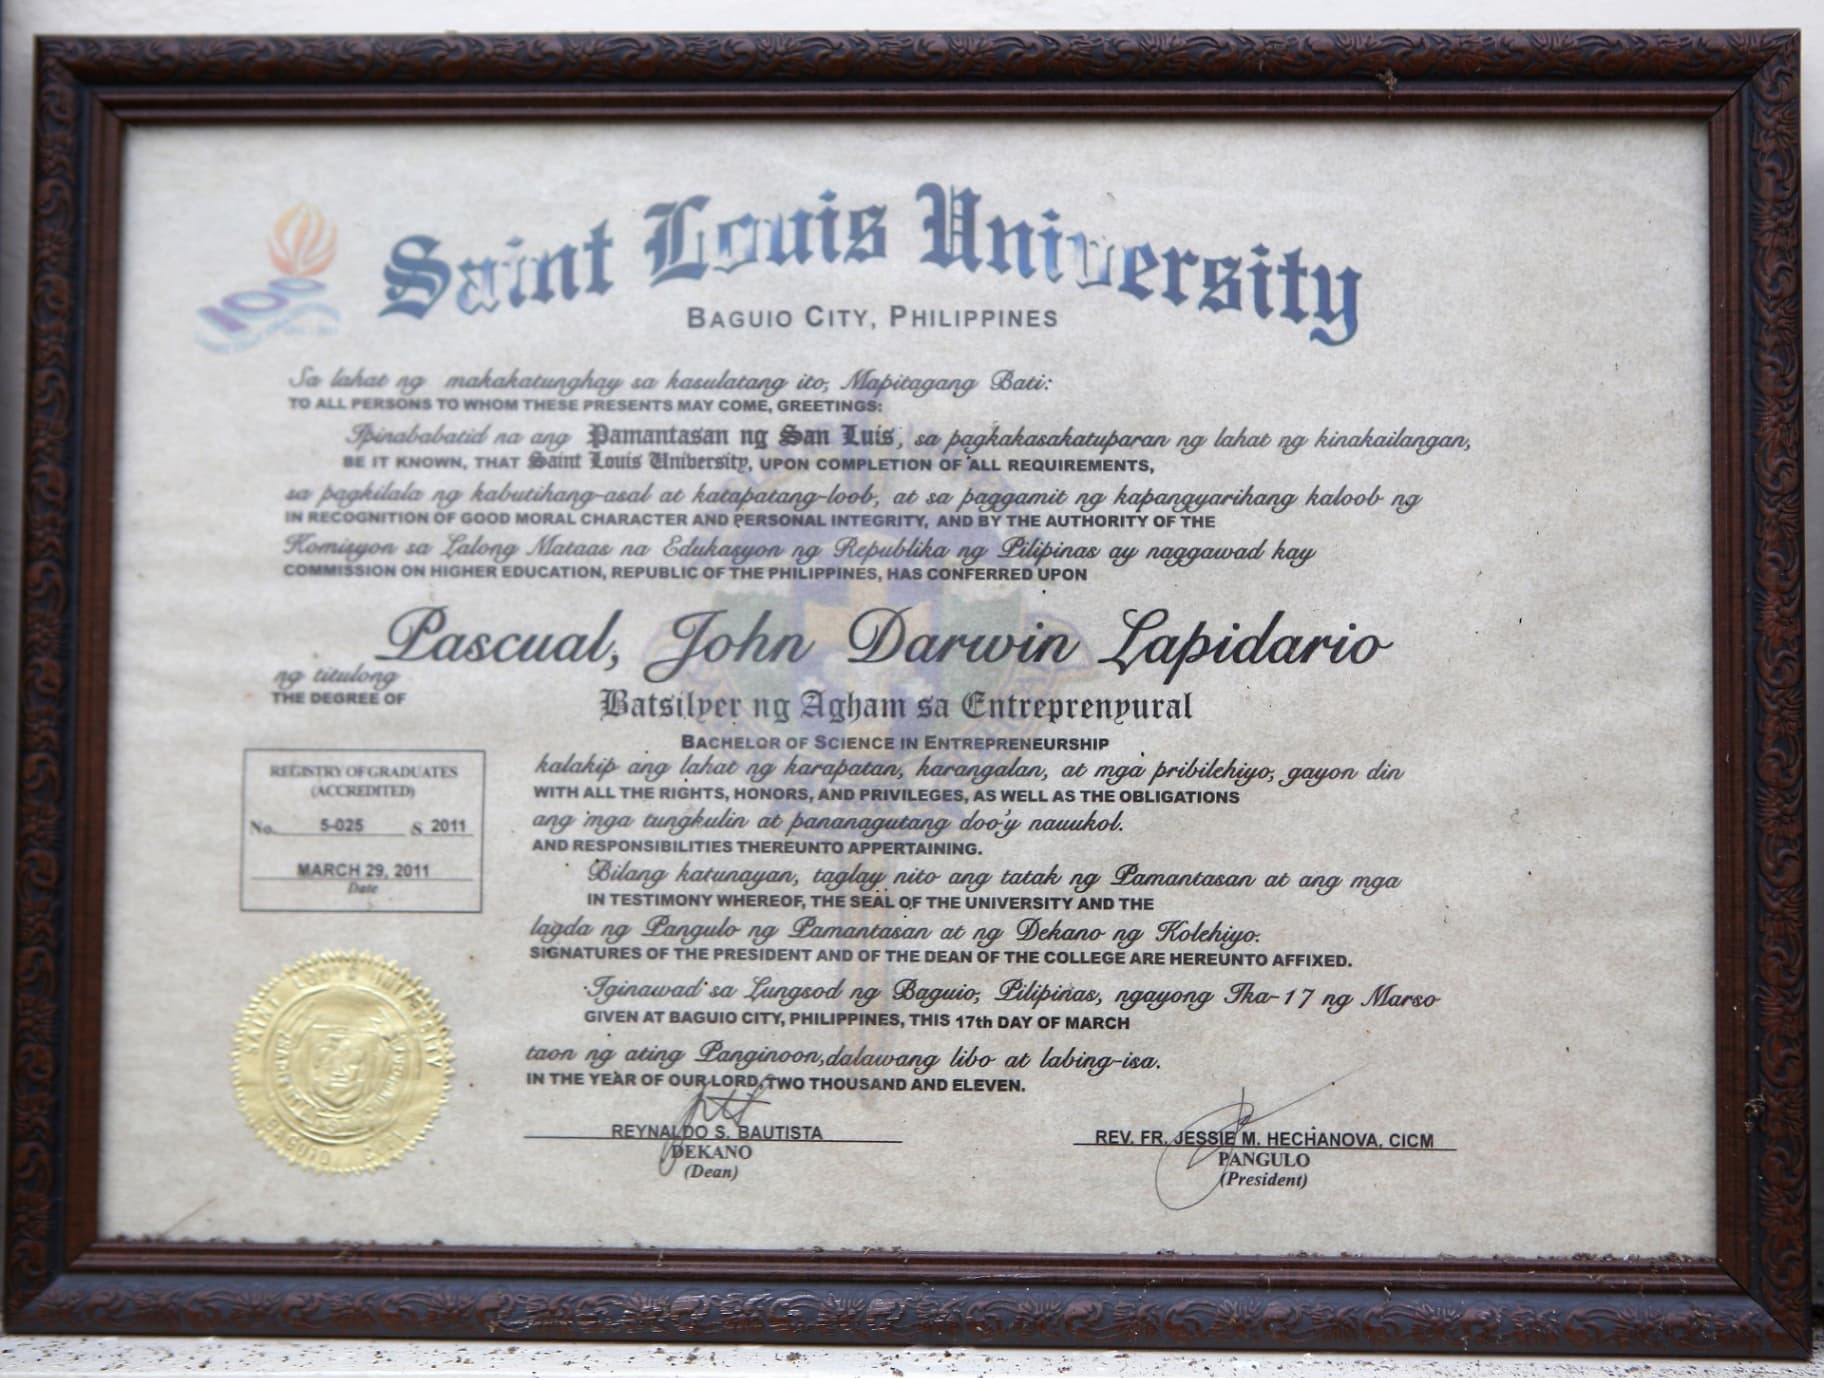 100
Saint Louis University
BAGUIO CITY, PHILIPPINES
Sa lahat ng makakatunghay sa kasulatang ito, Mapitagang Bati:
TO ALL PERSONS TO WHOM THESE PRESENTS MAY COME, GREETINGS:
Ipinababatid na ang Pamantasan ng San Luis, sa pagkakasakatuparan ng lahat ng kinakailangan,
BE IT KNOWN, THAT Saint Louis University, UPON COMPLETION OF ALL REQUIREMENTS,
sa pagkilala ng kabutihang-asal at katapatang-loob, at sa paggamit ng kapangyarihang kaloob ng
IN RECOGNITION OF GOOD MORAL CHARACTER AND PERSONAL INTEGRITY, AND BY THE AUTHORITY OF THE
Komisyon sa Lalong Mataas na Edukasyon ng Republika ng Pilipinas ay naggawad kay
COMMISSION ON HIGHER EDUCATION, REPUBLIC OF THE PHILIPPINES, HAS CONFERRED UPON
Pascual, John Darwin Lapidario
ng titulong
THE DEGREE OF
Batsilyer ng Agham sa Entreprenyural
BACHELOR OF SCIENCE IN ENTREPRENEURSHIP
kalakip ang lahat ng karapatan, karangalan, at mga pribilehiyo, gayon din
WITH ALL THE RIGHTS, HONORS, AND PRIVILEGES, AS WELL AS THE OBLIGATIONS
ang mga tungkulin at pananagutang doo'y nauukol.
AND RESPONSIBILITIES THEREUNTO APPERTAINING.
REGISTRY OF GRADUATES
(ACCREDITED)
No. 5-025 S 2011
MARCH 29, 2011
Date
Bilang katunayan, taglay nito ang tatak ng Pamantasan at ang mga
IN TESTIMONY WHEREOF, THE SEAL OF THE UNIVERSITY AND THE
lagda ng Pangulo ng Pamantasan at ng Dekano ng Kolehiyo.
SIGNATURES OF THE PRESIDENT AND OF THE DEAN OF THE COLLEGE ARE HEREUNTO AFFIXED.
Iginawad sa Lungsod ng Baguio, Pilipinas, ngayong Ika-17 ng Marso
GIVEN AT BAGUIO CITY, PHILIPPINES, THIS 17th DAY OF MARCH
taon ng ating Panginoon,dalawang libo at labing-isa.
IN THE YEAR OF OUR LORD, TWO THOUSAND AND ELEVEN.
SAINT LOUIS UNIVERSITY
BAGUIO CITY
REYNALDO S. BAUTISTA
DEKANO
(Dean)
REV. FR. JESSIE M. HECHANOVA, CICM
PANGULO
(President)